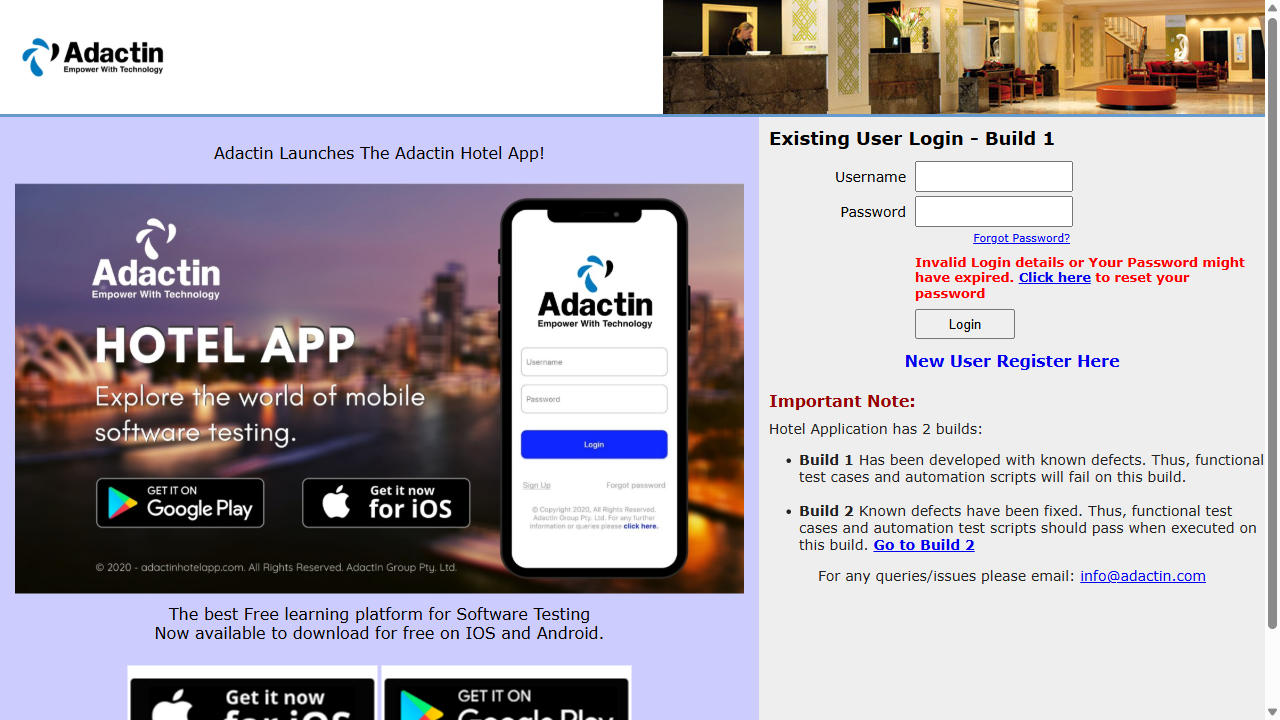 Adactin
Empower With Technology
Adactin Launches The Adactin Hotel App!
Adactin
Empower With Technology
HOTEL APP
Explore the world of mobile
software testing.
GET IT ON
Google Play
Get it now
for iOS
© 2020 - adactinhotelapp.com. All Rights Reserved. Adactin Group Pty. Ltd.
Adactin
Empower With Technology
Username
Password
Login
Sign Up
Forgot password
© Copyright 2020, All Rights Reserved.
Adactin Group Pty. Ltd. For any further
information or queries please click here.
The best Free learning platform for Software Testing
Now available to download for free on IOS and Android.
Get it now
for iOS
GET IT ON
Google Play
Existing User Login - Build 1
Username
Password
Forgot Password?
Invalid Login details or Your Password might
have expired. Click here to reset your
password
Login
New User Register Here
Important Note:
Hotel Application has 2 builds:
• Build 1 Has been developed with known defects. Thus, functional
test cases and automation scripts will fail on this build.
• Build 2 Known defects have been fixed. Thus, functional test
cases and automation test scripts should pass when executed on
this build. Go to Build 2
For any queries/issues please email: info@adactin.com